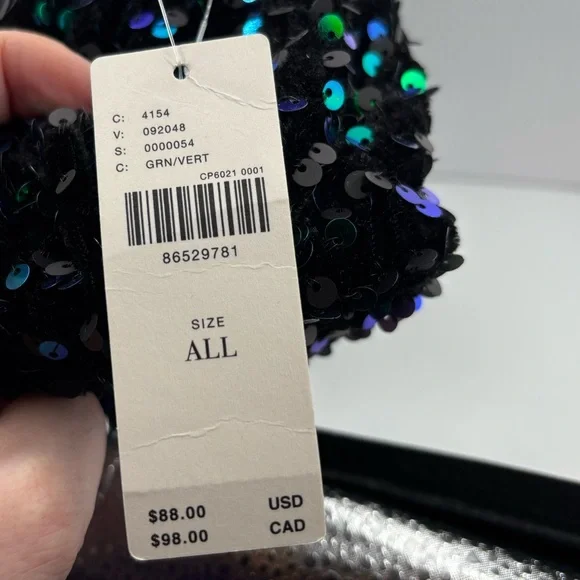 C: 4154
V: 092048
S: 0000054
C: GRN/VERT
CP6021 0001
86529781
SIZE
ALL
$88.00 USD
$98.00 CAD